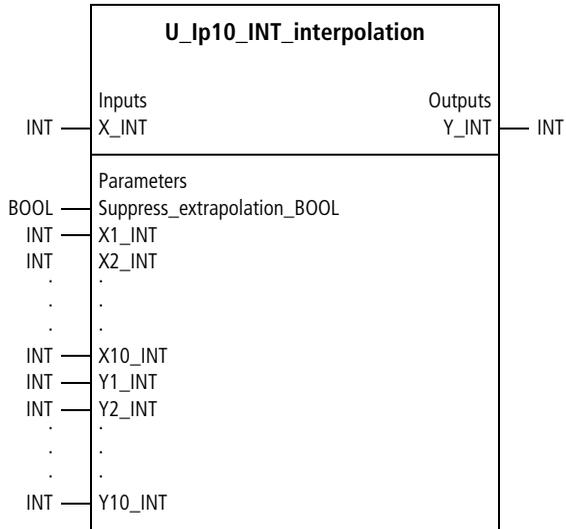 U_Ip10_INT_interpolation
Inputs Outputs
INT X_INT Y_INT INT
Parameters
BOOL Suppress_extrapolation_BOOL
INT X1_INT
INT X2_INT
. .
. .
. .
INT X10_INT
INT Y1_INT
INT Y2_INT
. .
. .
. .
INT Y10_INT